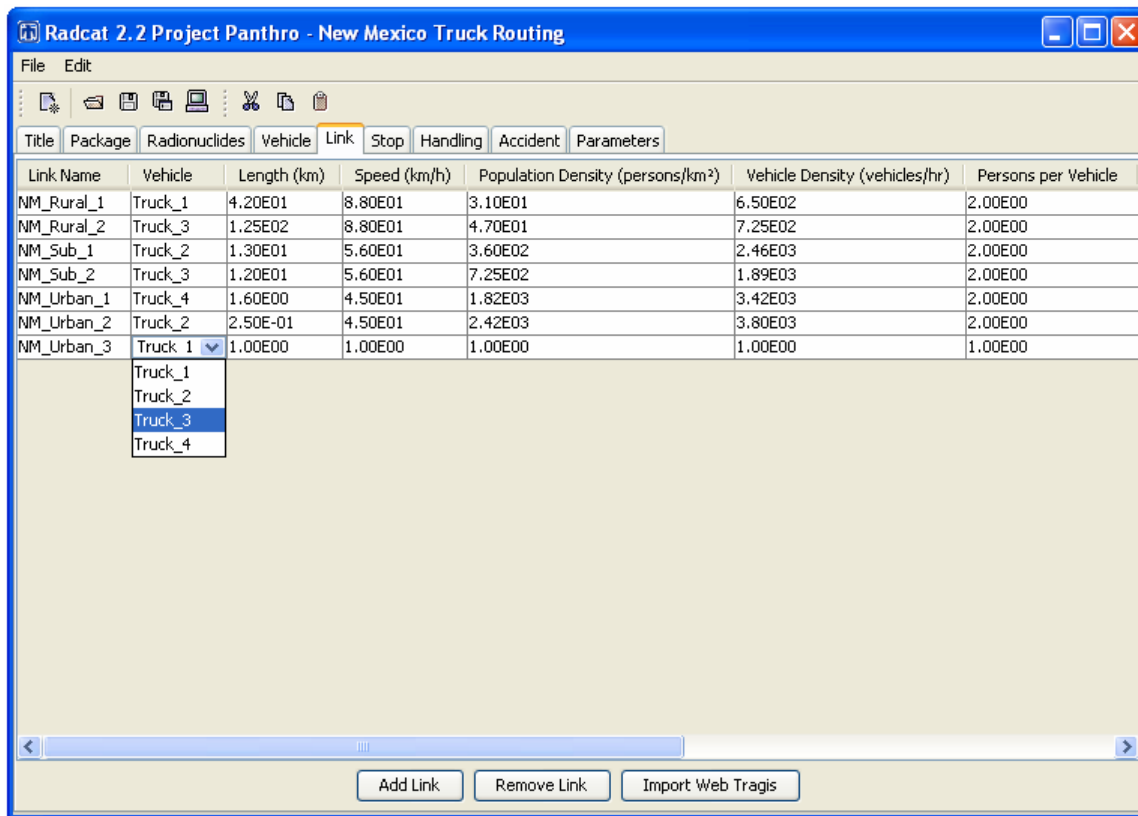 Radcat 2.2 Project Panthro - New Mexico Truck Routing
File Edit
Title Package Radionuclides Vehicle Link Stop Handling Accident Parameters
Link Name Vehicle Length (km) Speed (km/h) Population Density (persons/km²) Vehicle Density (vehicles/hr) Persons per Vehicle
NM_Rural_1 Truck_1 4.20E01 8.80E01 3.10E01 6.50E02 2.00E00
NM_Rural_2 Truck_3 1.25E02 8.80E01 4.70E01 7.25E02 2.00E00
NM_Sub_1 Truck_2 1.30E01 5.60E01 3.60E02 2.46E03 2.00E00
NM_Sub_2 Truck_3 1.20E01 5.60E01 7.25E02 1.89E03 2.00E00
NM_Urban_1 Truck_4 1.60E00 4.50E01 1.82E03 3.42E03 2.00E00
NM_Urban_2 Truck_2 2.50E-01 4.50E01 2.42E03 3.80E03 2.00E00
NM_Urban_3 Truck 1 1.00E00 1.00E00 1.00E00 1.00E00 1.00E00
Truck_1
Truck_2
Truck_3
Truck_4
Add Link Remove Link Import Web Tragis